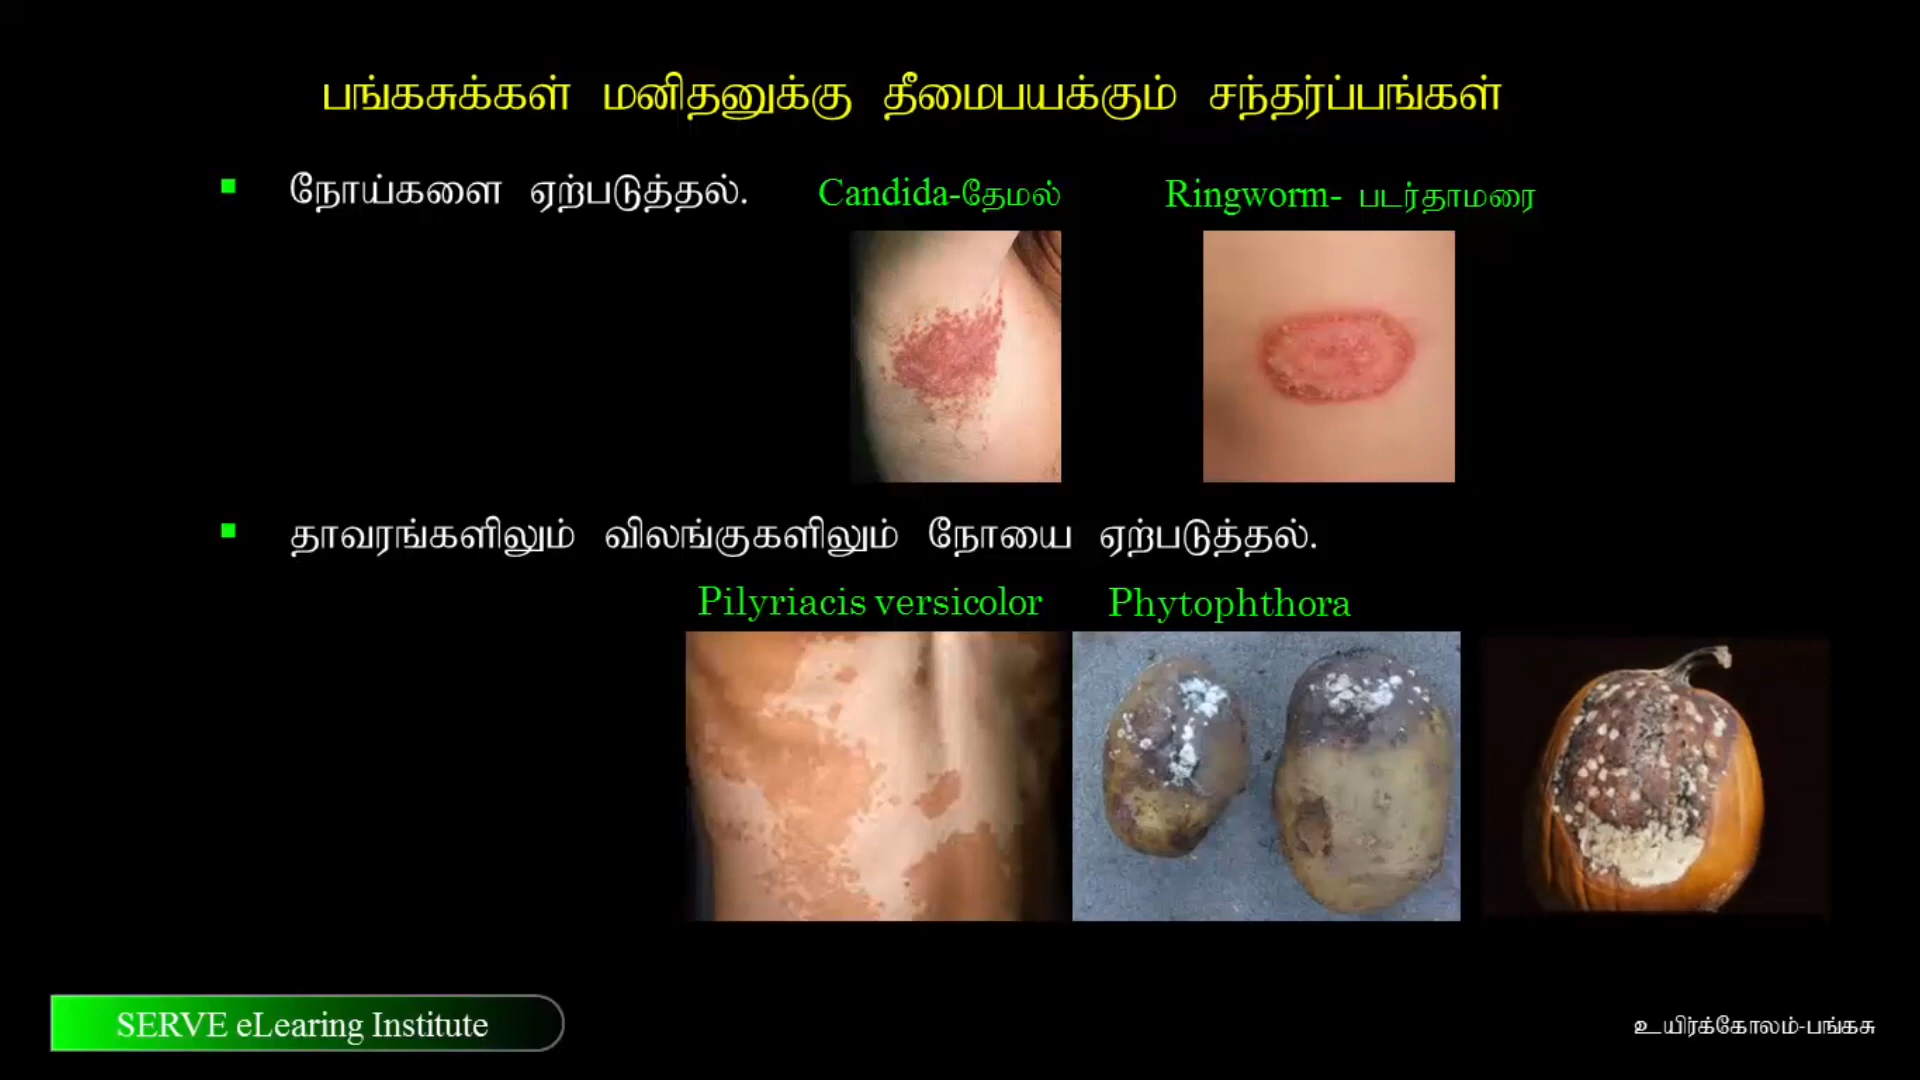 பங்கசுக்கள் மனிதனுக்கு தீமைபயக்கும் சந்தர்ப்பங்கள்
நோய்களை ஏற்படுத்தல். Candida-தேமல் Ringworm- படர்தாமரை
தாவரங்களிலும் விலங்குகளிலும் நோயை ஏற்படுத்தல்.
Pilyriacis versicolor Phytophthora
SERVE eLearing Institute உயிர்க்கோலம்-பங்கசு